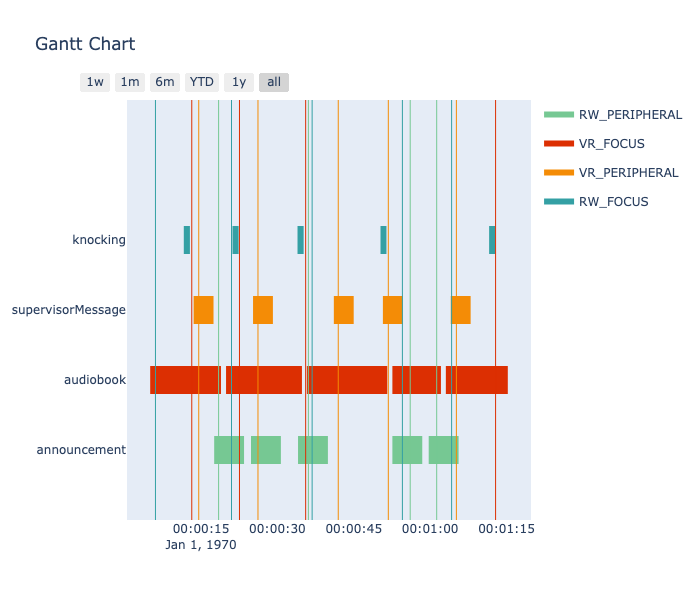 Gantt Chart
1w 1m 6m YTD 1y all
RW_PERIPHERAL
VR_FOCUS
VR_PERIPHERAL
RW_FOCUS
knocking
supervisorMessage
audiobook
announcement
00:00:15 00:00:30 00:00:45 00:01:00 00:01:15
Jan 1, 1970